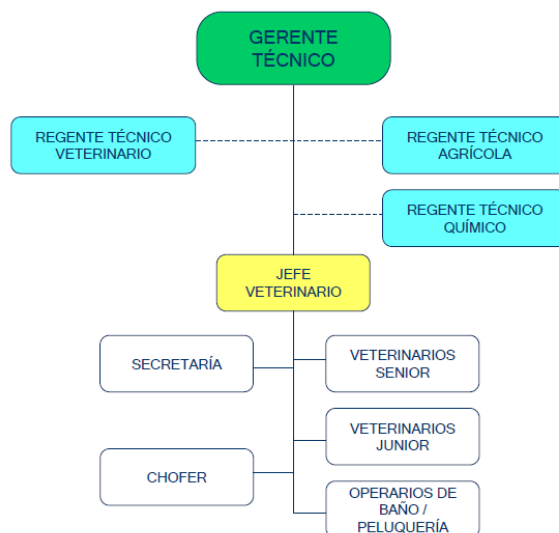 GERENTE
TÉCNICO
REGENTE TÉCNICO
VETERINARIO
REGENTE TÉCNICO
AGRÍCOLA
REGENTE TÉCNICO
QUÍMICO
JEFE
VETERINARIO
SECRETARÍA
VETERINARIOS
SENIOR
VETERINARIOS
JUNIOR
CHOFER
OPERARIOS DE
BAÑO /
PELUQUERÍA